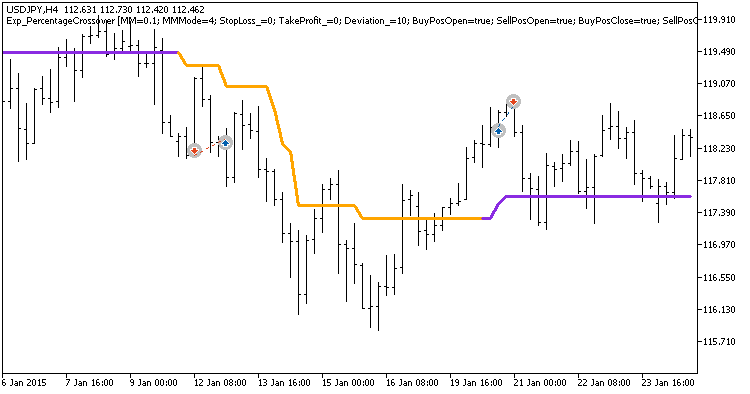 USDJPY,H4 112.631 112.730 112.420 112.462
Exp_PercentageCrossover [MM=0.1; MMMode=4; StopLoss_=0; TakeProfit_=0; Deviation_=10; BuyPosOpen=true; SellPosOpen=true; BuyPosClose=true; SellPosC
119.910
119.490
119.070
118.650
118.230
117.810
117.390
116.970
116.550
116.130
115.710
6 Jan 2015
7 Jan 16:00
9 Jan 00:00
12 Jan 08:00
13 Jan 16:00
15 Jan 00:00
16 Jan 08:00
19 Jan 16:00
21 Jan 00:00
22 Jan 08:00
23 Jan 16:00